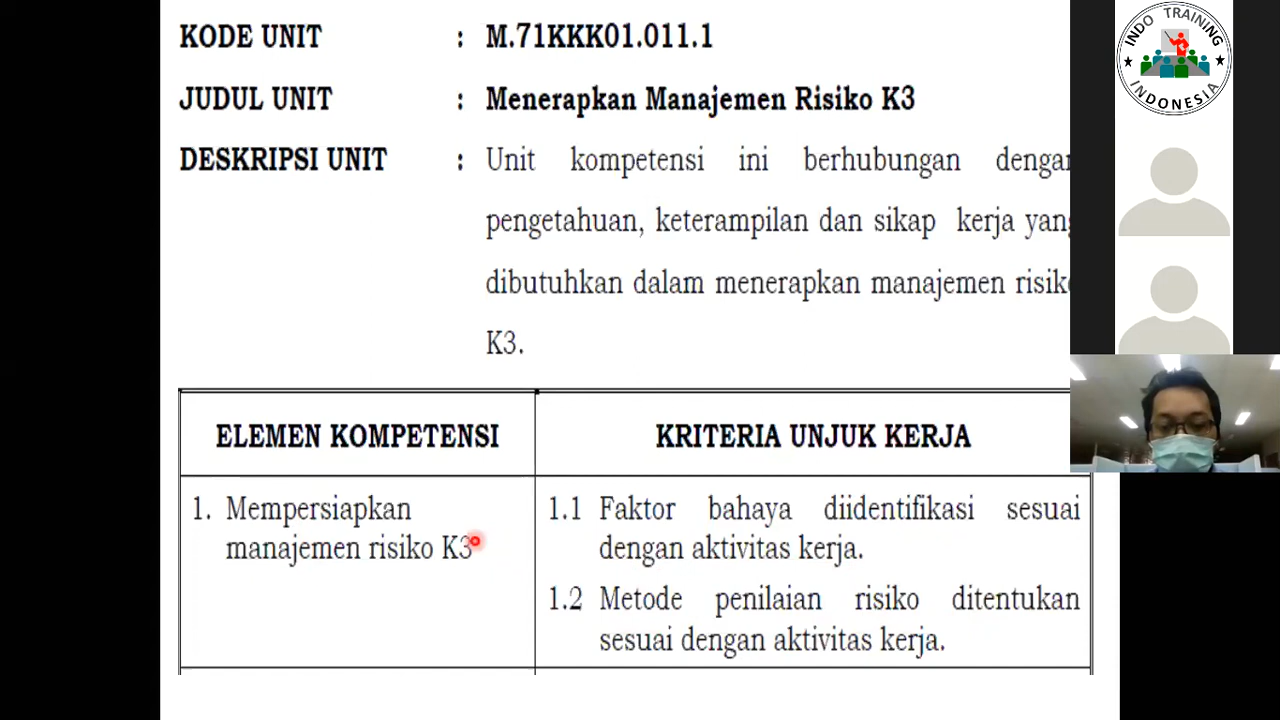 KODE UNIT : M.71KKK01.011.1
JUDUL UNIT : Menerapkan Manajemen Risiko K3
DESKRIPSI UNIT : Unit kompetensi ini berhubungan dengan
pengetahuan, keterampilan dan sikap kerja yang
dibutuhkan dalam menerapkan manajemen risiko
K3.
ELEMEN KOMPETENSI
KRITERIA UNJUK KERJA
1. Mempersiapkan
manajemen risiko K3
1.1 Faktor bahaya diidentifikasi sesuai
dengan aktivitas kerja.
1.2 Metode penilaian risiko ditentukan
sesuai dengan aktivitas kerja.
INDO TRAINING
INDONESIA